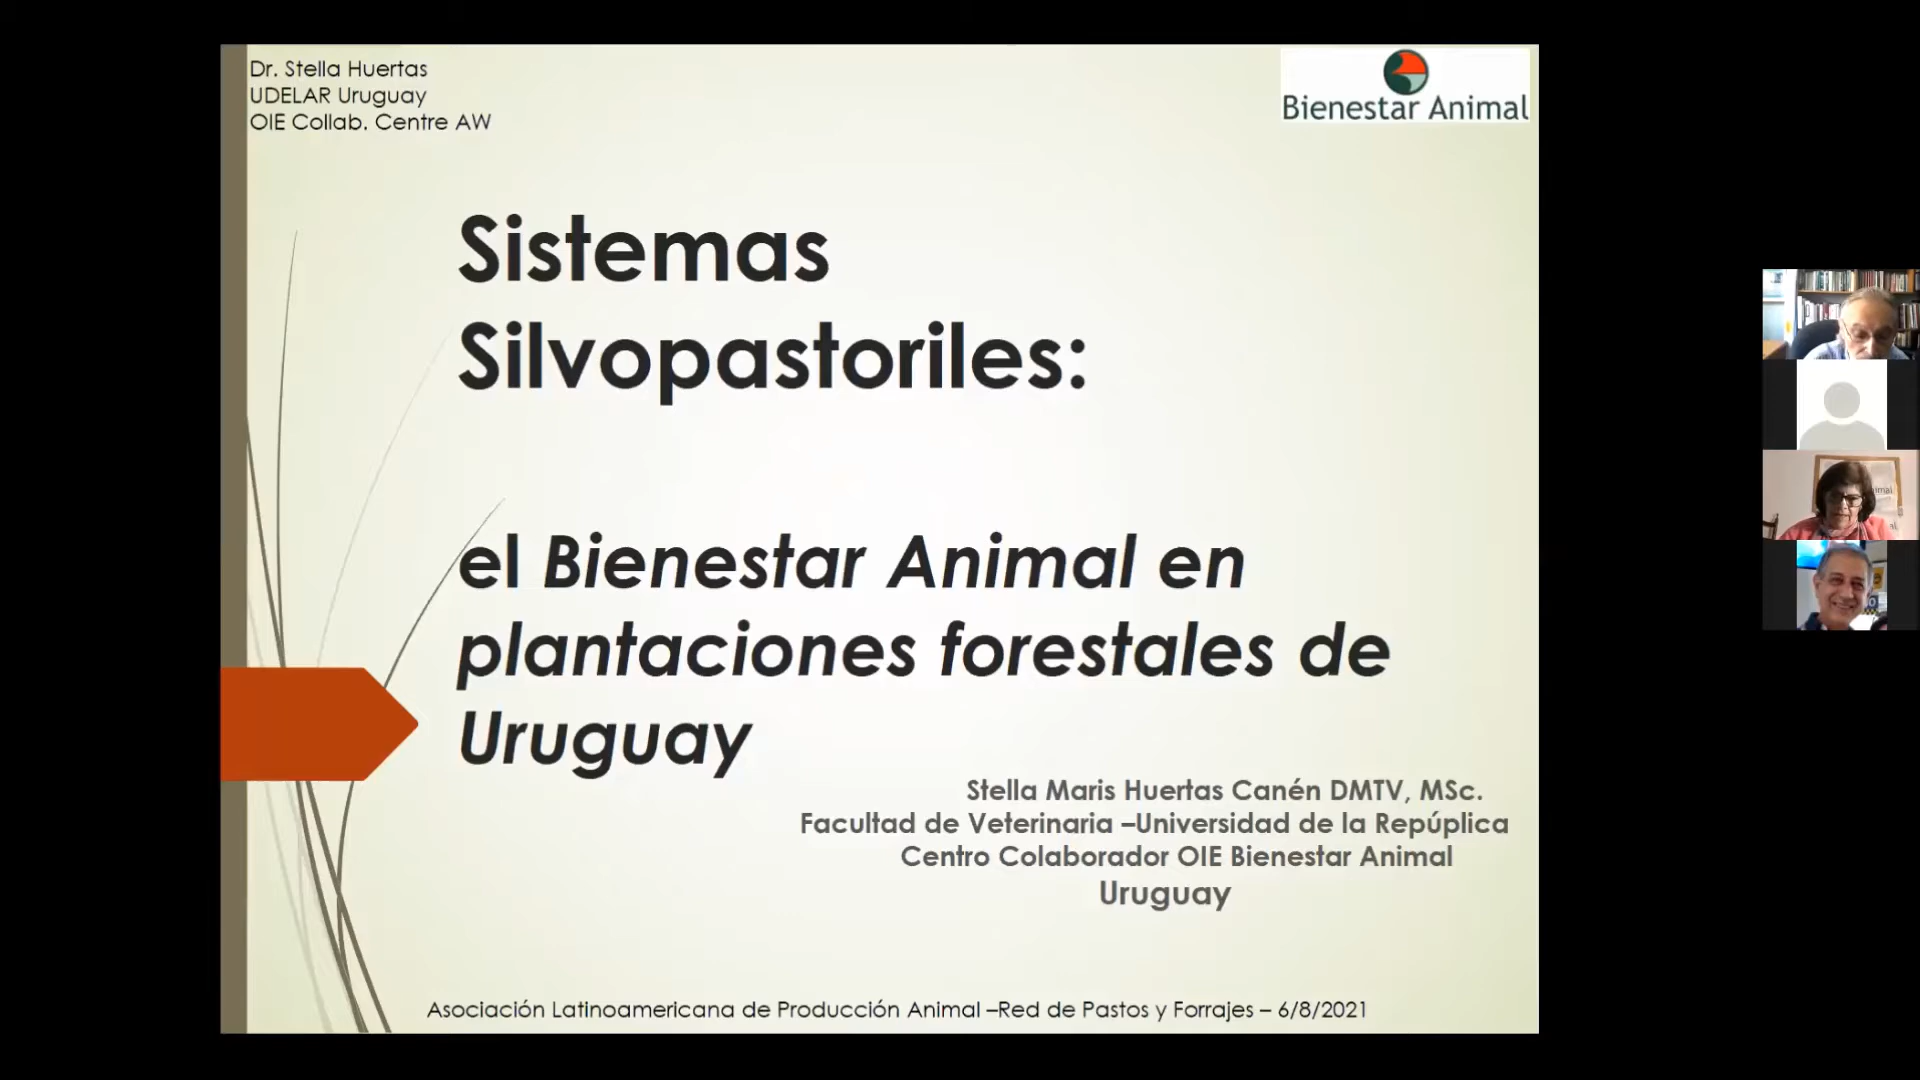 Dr. Stella Huertas
UDELAR Uruguay
OIE Collab. Centre AW
Bienestar Animal
Sistemas
Silvopastoriles:
el Bienestar Animal en
plantaciones forestales de
Uruguay
Stella Maris Huertas Canén DMTV, MSc.
Facultad de Veterinaria –Universidad de la Repúplica
Centro Colaborador OIE Bienestar Animal
Uruguay
Asociación Latinoamericana de Producción Animal –Red de Pastos y Forrajes – 6/8/2021